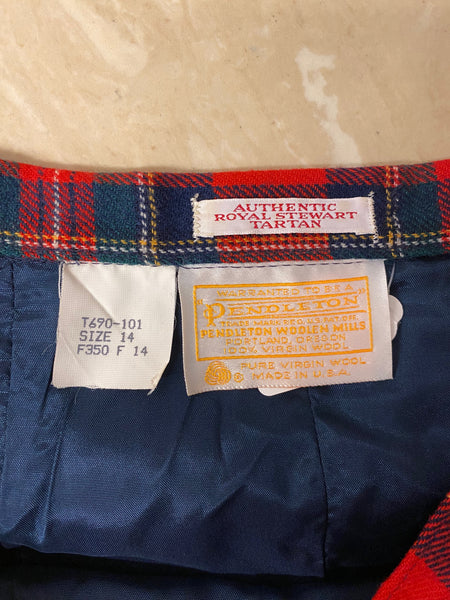 AUTHENTIC
ROYAL STEWART
TARTAN
T690-101
SIZE 14
F350 F 14
WARRANTED TO BE A
"PENDLETON"
TRADE MARK REG. U.S. PAT. OFF.
PENDLETON WOOLEN MILLS
PORTLAND, OREGON
100% VIRGIN WOOL
PURE VIRGIN WOOL
MADE IN U.S.A.